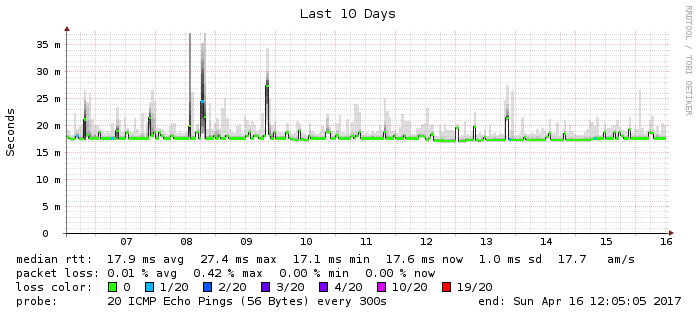 Last 10 Days
RRDTOOL / TOBI OETIKER
Seconds
35 m
30 m
25 m
20 m
15 m
10 m
5 m
0
07 08 09 10 11 12 13 14 15 16
median rtt: 17.9 ms avg 27.4 ms max 17.1 ms min 17.6 ms now 1.0 ms sd 17.7 am/s
packet loss: 0.01 % avg 0.42 % max 0.00 % min 0.00 % now
loss color: 0 1/20 2/20 3/20 4/20 10/20 19/20
probe: 20 ICMP Echo Pings (56 Bytes) every 300s end: Sun Apr 16 12:05:05 2017